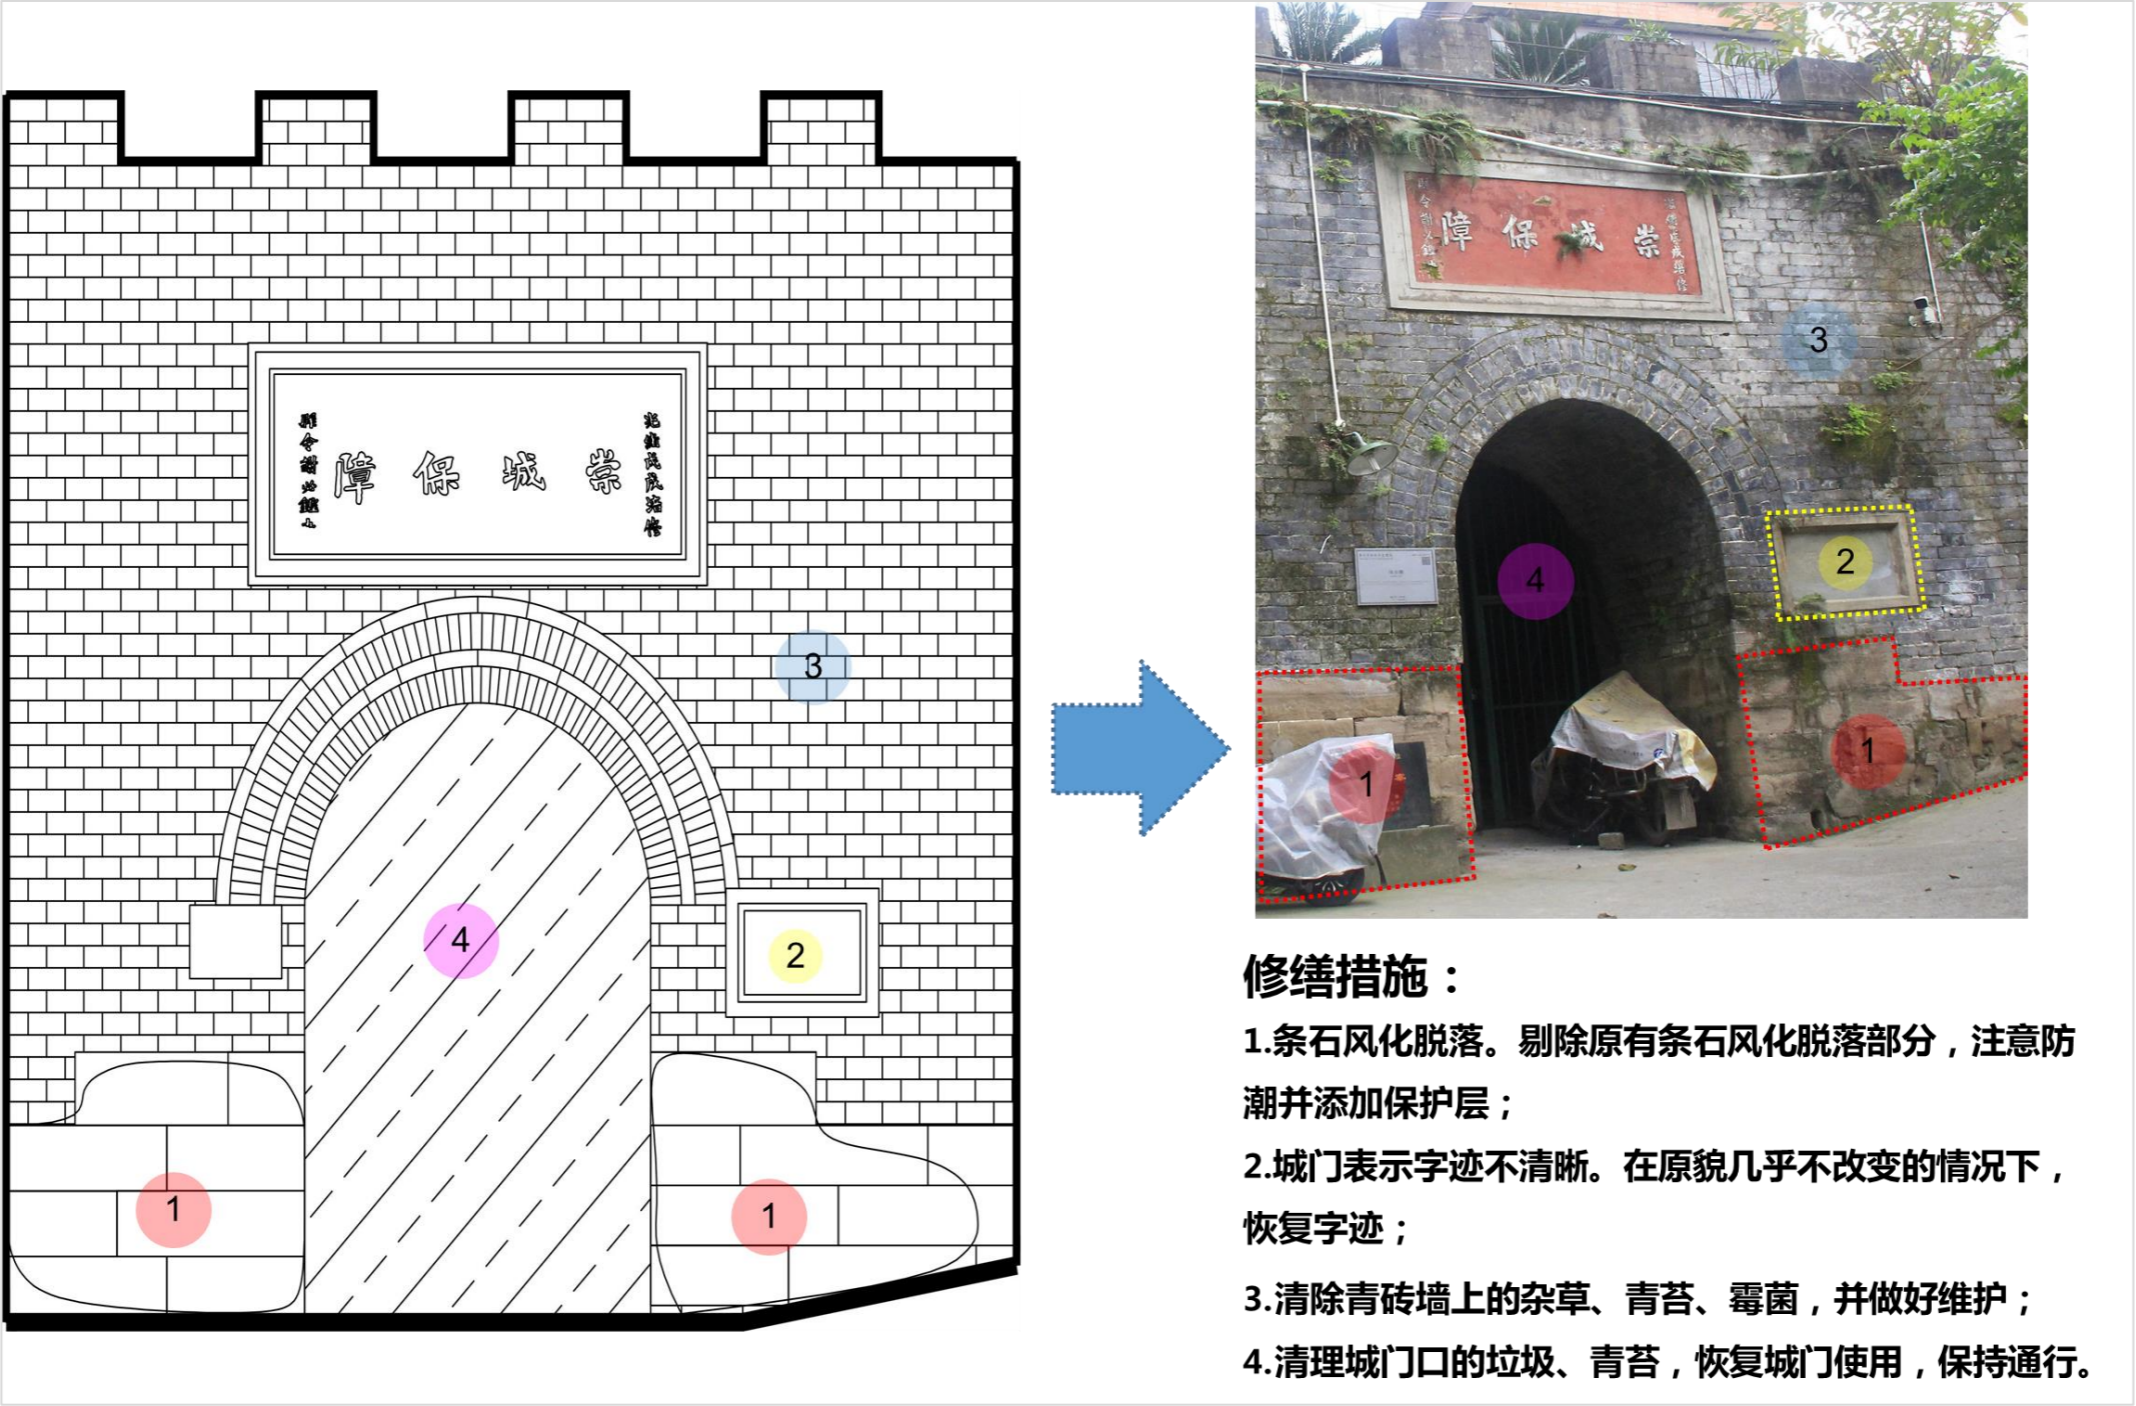 障 保 城 崇
3
4
2
1
1
障 保 城 崇
3
4
2
1
1
修缮措施：
1.条石风化脱落。剔除原有条石风化脱落部分，注意防
潮并添加保护层；
2.城门表示字迹不清晰。在原貌几乎不改变的情况下，
恢复字迹；
3.清除青砖墙上的杂草、青苔、霉菌，并做好维护；
4.清理城门口的垃圾、青苔，恢复城门使用，保持通行。